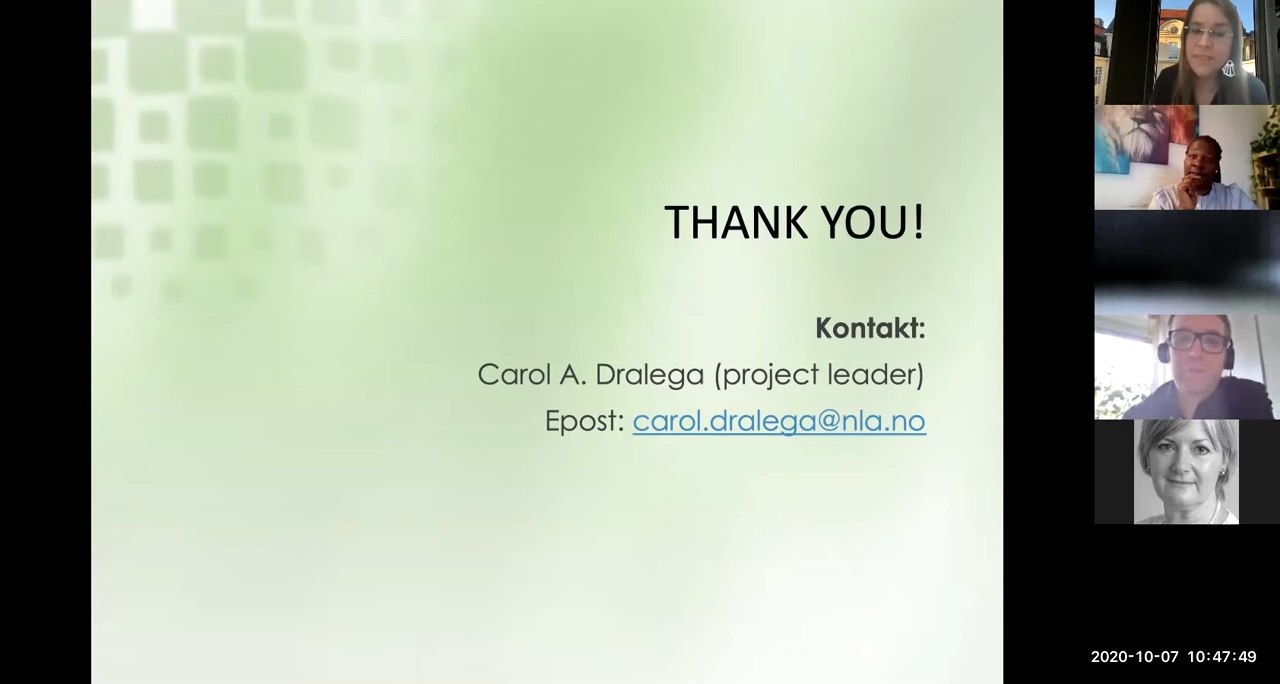 THANK YOU!
Kontakt:
Carol A. Dralega (project leader)
Epost: carol.dralega@nla.no
2020-10-07 10:47:49